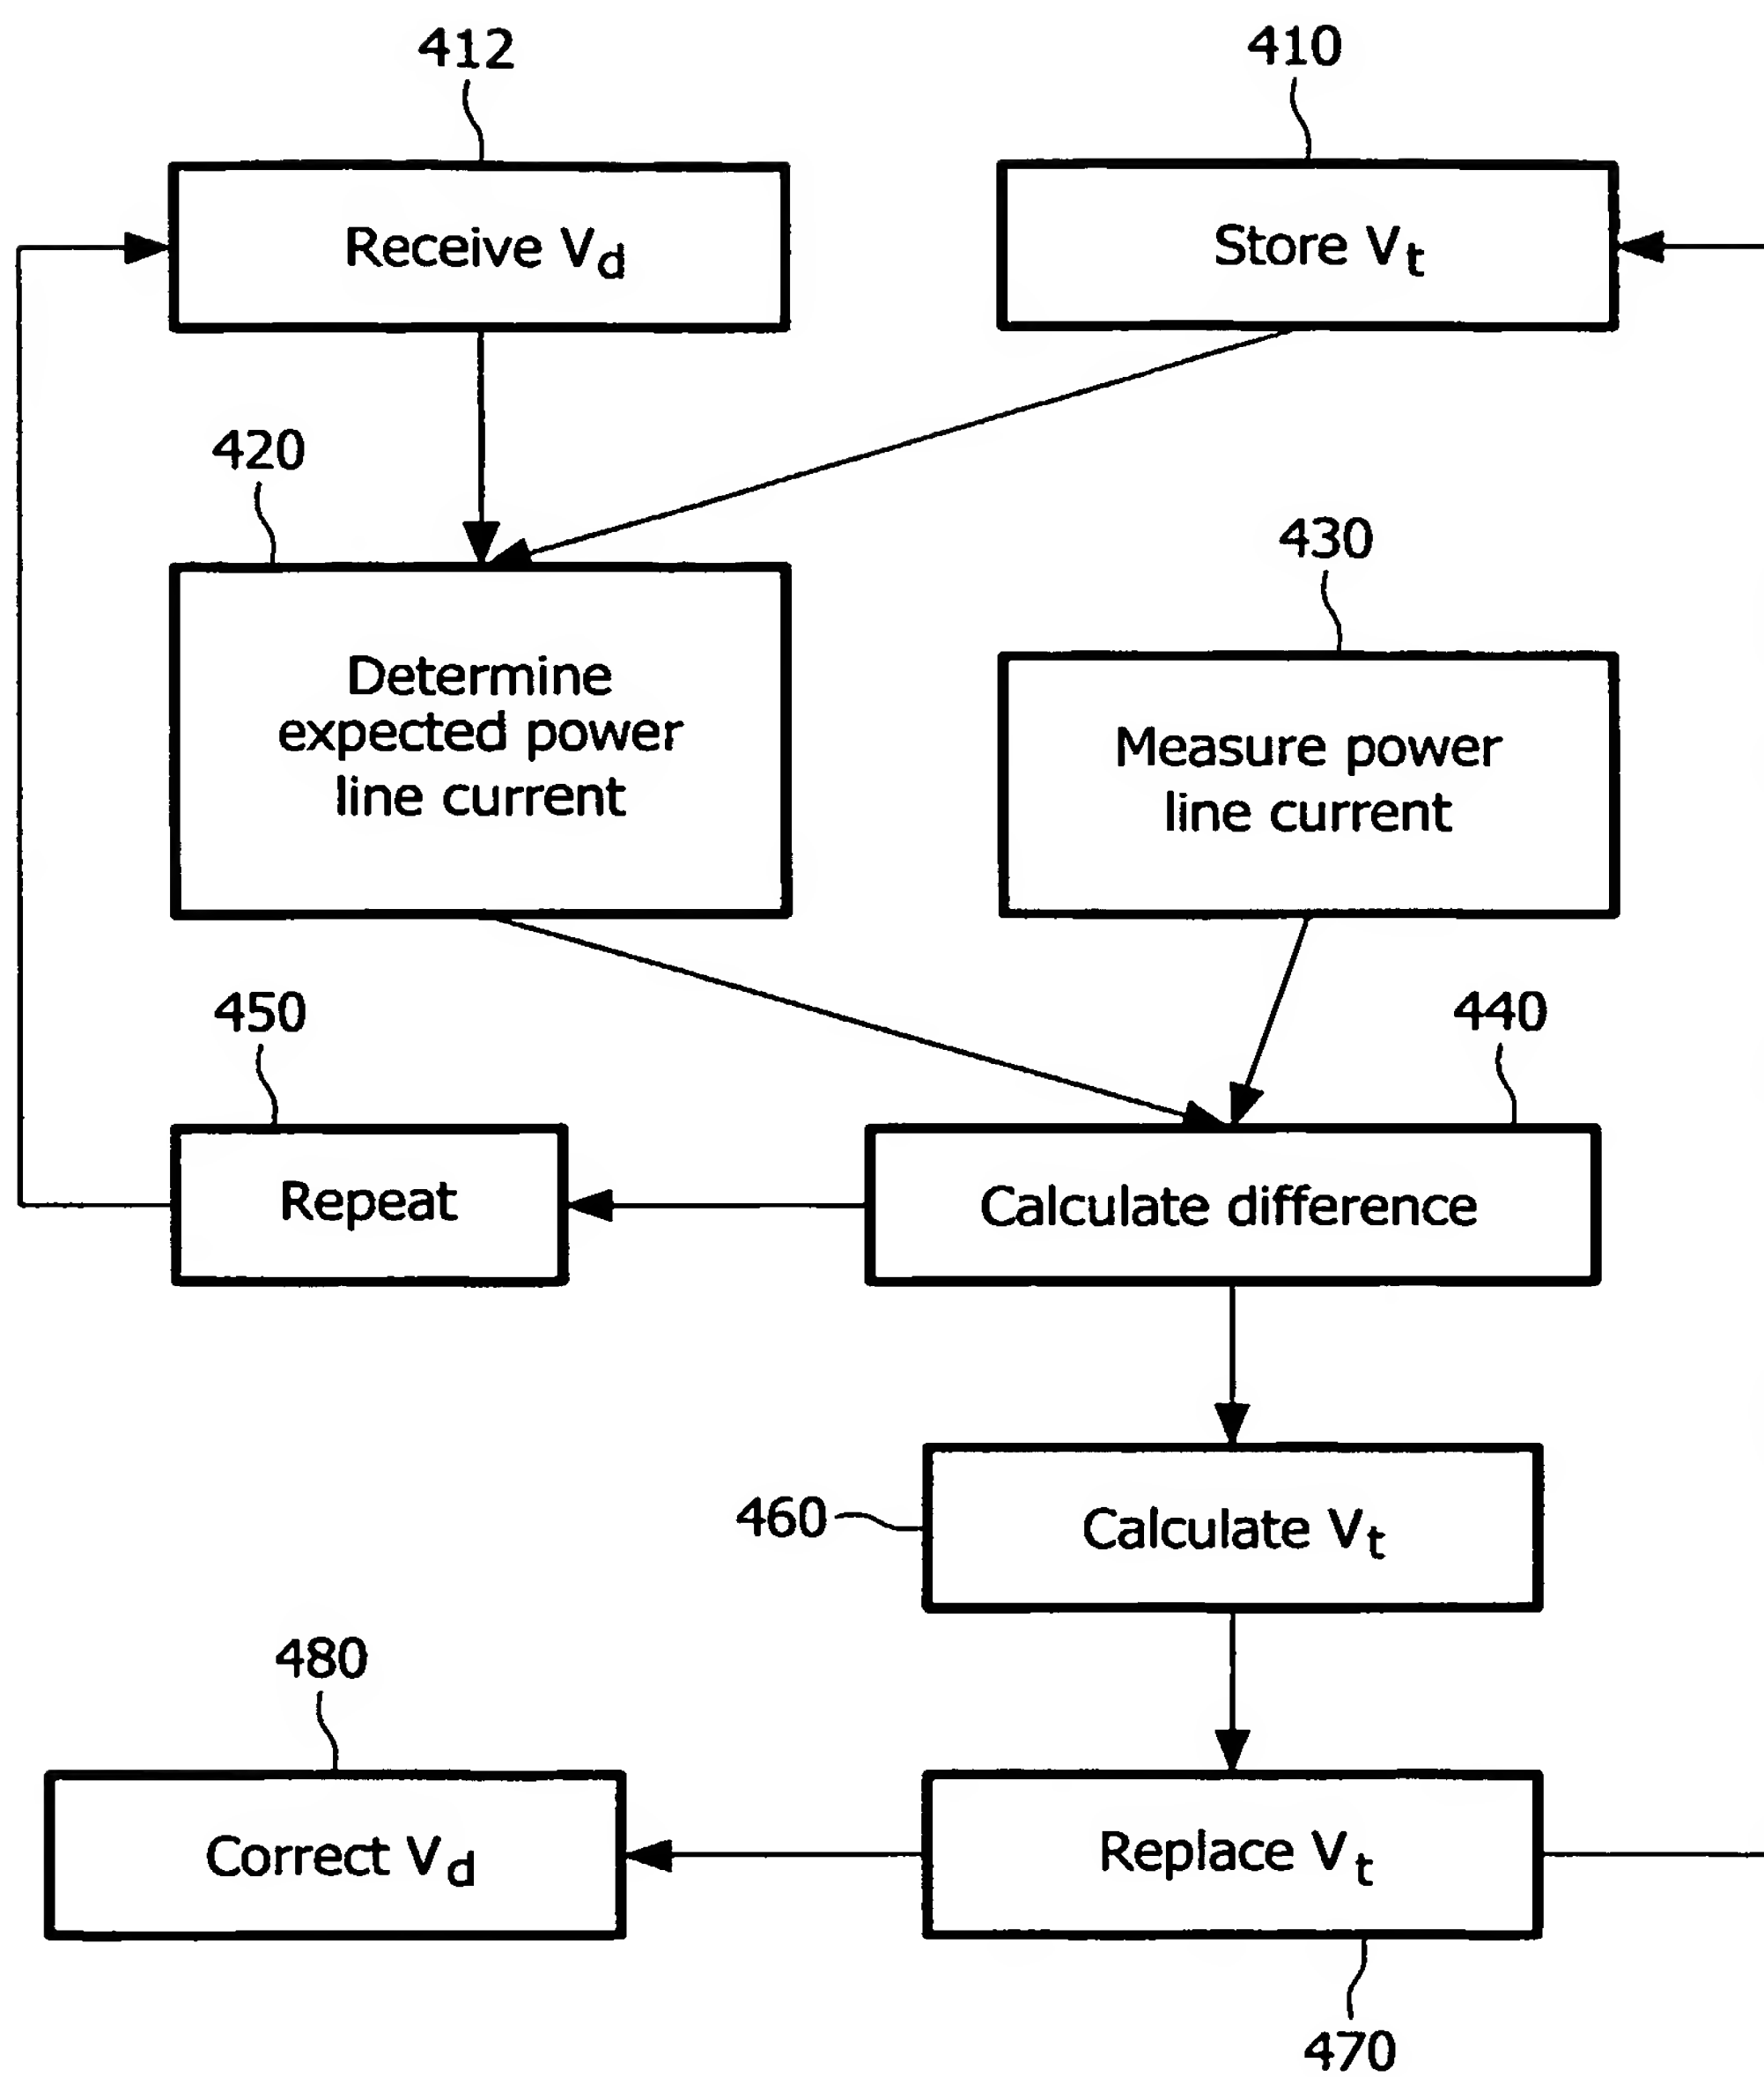 412
410
Receive Vd
Store Vt
420
430
Determine
expected power
line current
Measure power
line current
450
440
Repeat
Calculate difference
460
Calculate Vt
480
Correct Vd
Replace Vt
470